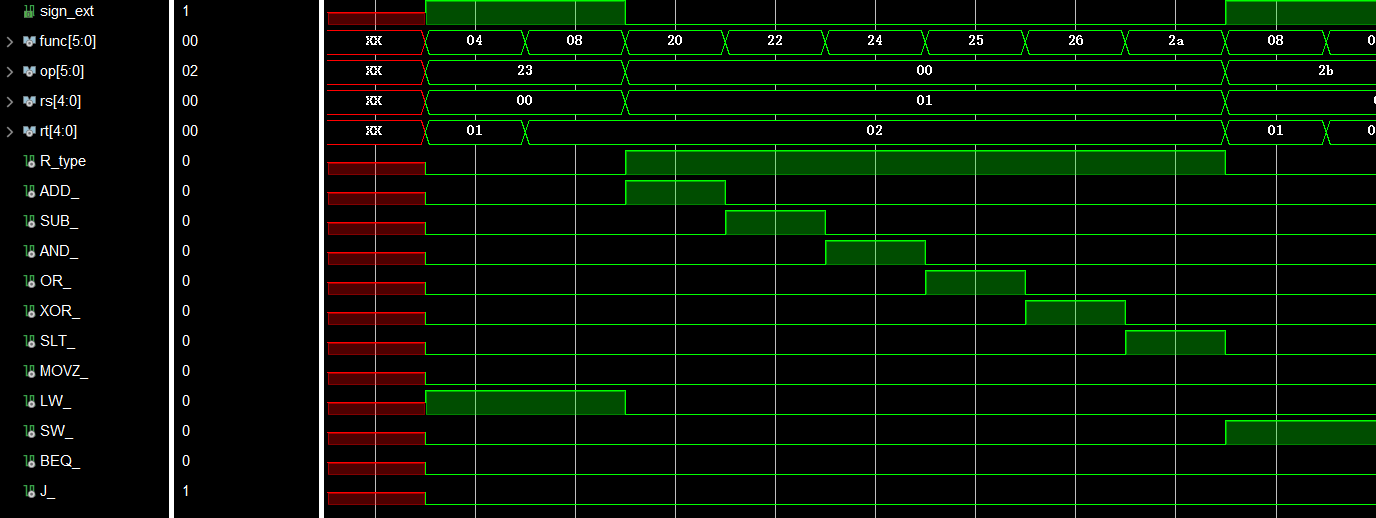 sign_ext 1
func[5:0] 00 XX 04 08 20 22 24 25 26 2a 08
op[5:0] 02 XX 23 00 2b
rs[4:0] 00 XX 00 01
rt[4:0] 00 XX 01 02 01
R_type 0
ADD_ 0
SUB_ 0
AND_ 0
OR_ 0
XOR_ 0
SLT_ 0
MOVZ_ 0
LW_ 0
SW_ 0
BEQ_ 0
J_ 1